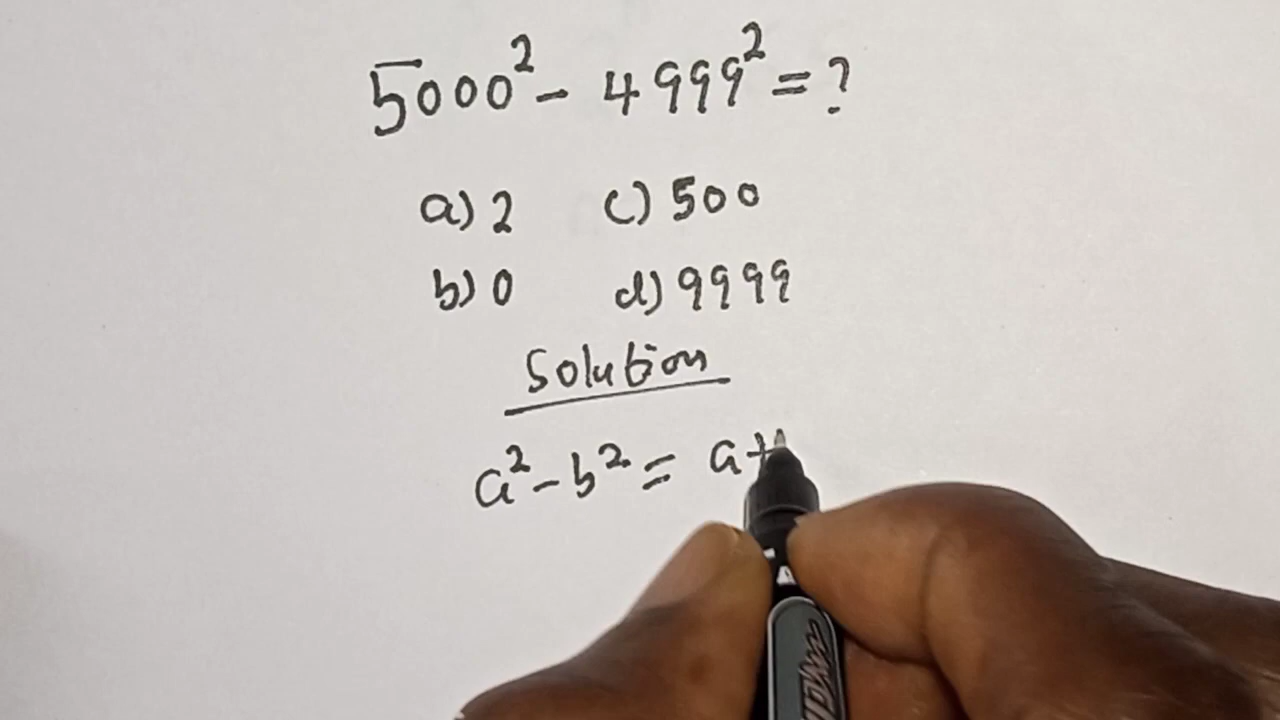 5000² - 4999² = ?
a) 2 c) 500
b) 0 d) 9999
Solution
a² - b² = a+